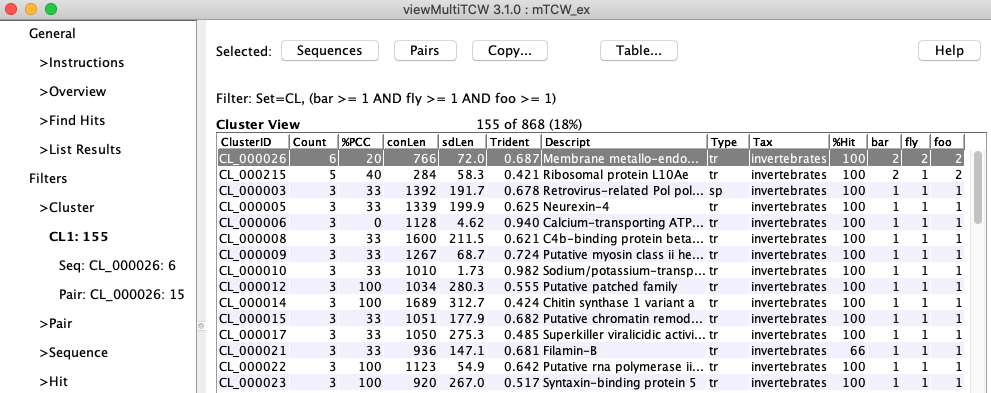 viewMultiTCW 3.1.0 : mTCW_ex
General
>Instructions
>Overview
>Find Hits
>List Results
Filters
>Cluster
CL1: 155
Seq: CL_000026: 6
Pair: CL_000026: 15
>Pair
>Sequence
>Hit
Selected: Sequences Pairs Copy... Table... Help
Filter: Set=CL, (bar >= 1 AND fly >= 1 AND foo >= 1)
Cluster View 155 of 868 (18%)
ClusterID Count %PCC conLen sdLen Trident Descript Type Tax %Hit bar fly foo
CL_000026 6 20 766 72.0 0.687 Membrane metallo-endo... tr invertebrates 100 2 2 2
CL_000215 5 40 284 58.3 0.421 Ribosomal protein L10Ae tr invertebrates 100 2 1 2
CL_000003 3 33 1392 191.7 0.678 Retrovirus-related Pol pol... sp invertebrates 100 1 1 1
CL_000005 3 33 1339 199.9 0.625 Neurexin-4 tr invertebrates 100 1 1 1
CL_000006 3 0 1128 4.62 0.940 Calcium-transporting ATP... tr invertebrates 100 1 1 1
CL_000008 3 33 1600 211.5 0.621 C4b-binding protein beta... tr invertebrates 100 1 1 1
CL_000009 3 33 1267 68.7 0.724 Putative myosin class ii he... tr invertebrates 100 1 1 1
CL_000010 3 33 1010 1.73 0.982 Sodium/potassium-transp... tr invertebrates 100 1 1 1
CL_000012 3 100 1034 280.3 0.555 Putative patched family tr invertebrates 100 1 1 1
CL_000014 3 100 1689 312.7 0.424 Chitin synthase 1 variant a tr invertebrates 100 1 1 1
CL_000015 3 33 1051 177.9 0.682 Putative chromatin remod... tr invertebrates 100 1 1 1
CL_000017 3 33 1050 275.3 0.485 Superkiller viralicidic activi... tr invertebrates 100 1 1 1
CL_000021 3 33 936 147.1 0.681 Filamin-B tr invertebrates 66 1 1 1
CL_000022 3 100 1123 54.9 0.642 Putative rna polymerase ii... tr invertebrates 100 1 1 1
CL_000023 3 100 920 267.0 0.517 Syntaxin-binding protein 5 tr invertebrates 100 1 1 1